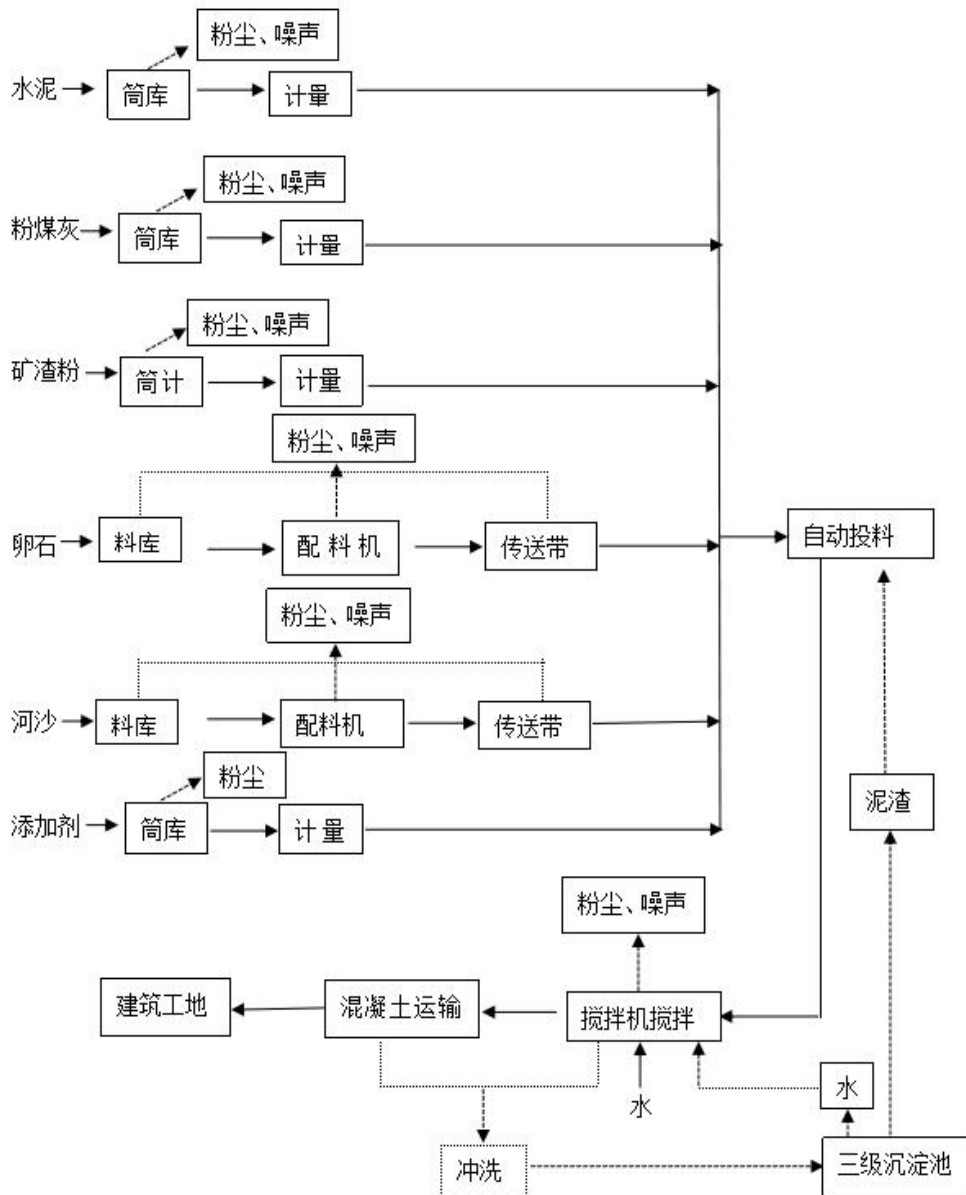 粉尘、噪声
水泥
筒库
计量
粉尘、噪声
粉煤灰
筒库
计量
粉尘、噪声
矿渣粉
筒计
计量
粉尘、噪声
卵石
料库
配 料 机
传送带
自动投料
粉尘、噪声
河沙
料库
配料机
传送带
粉尘
泥渣
添加剂
筒库
计 量
粉尘、噪声
建筑工地
混凝土运输
搅拌机搅拌
水
水
冲洗
三级沉淀池